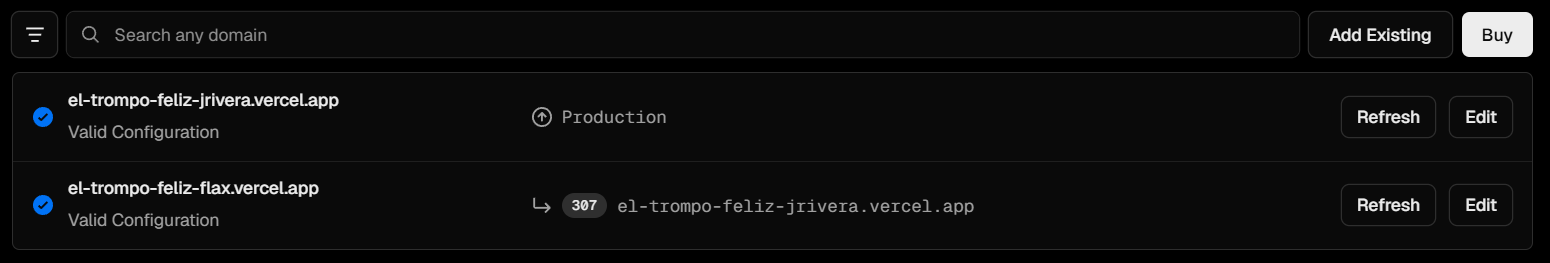 Search any domain
Add Existing
Buy
el-trompo-feliz-jrivera.vercel.app
Valid Configuration
Production
Refresh
Edit
el-trompo-feliz-flax.vercel.app
Valid Configuration
307 el-trompo-feliz-jrivera.vercel.app
Refresh
Edit